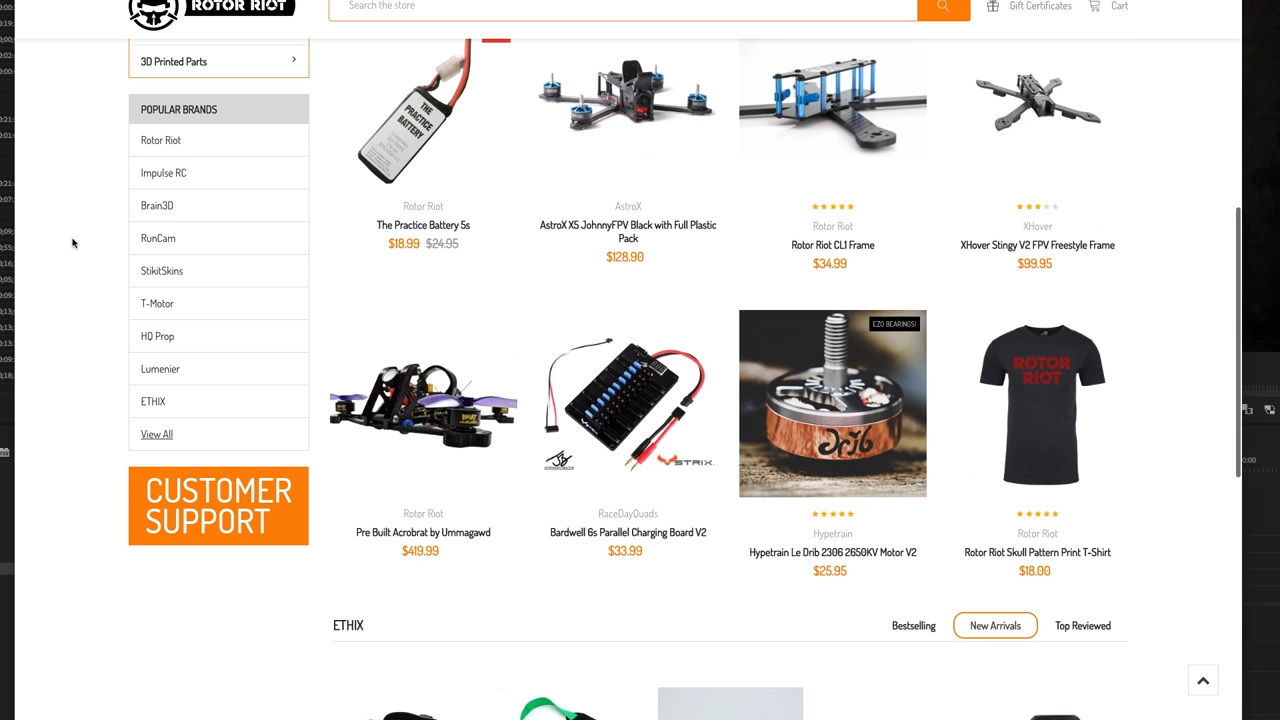 ROTOR RIOT
Search the store
Gift Certificates
Cart
3D Printed Parts
POPULAR BRANDS
Rotor Riot
Impulse RC
Brain3D
RunCam
StikitSkins
T-Motor
HQ Prop
Lumenier
ETHIX
View All
CUSTOMER
SUPPORT
THE
PRACTICE
BATTERY
Rotor Riot
The Practice Battery 5s
$18.99 $24.95
AstroX
AstroX X5 JohnnyFPV Black with Full Plastic
Pack
$128.90
Rotor Riot
Rotor Riot CL1 Frame
$34.99
XHover
XHover Stingy V2 FPV Freestyle Frame
$99.95
Rotor Riot
Pre Built Acrobrat by Ummagawd
$419.99
STRIX
RaceDayQuads
Bardwell 6s Parallel Charging Board V2
$33.99
EZO BEARINGS!
drib
Hypetrain
Hypetrain Le Drib 2306 2650KV Motor V2
$25.95
ROTOR
RIOT
Rotor Riot
Rotor Riot Skull Pattern Print T-Shirt
$18.00
ETHIX
Bestselling
New Arrivals
Top Reviewed